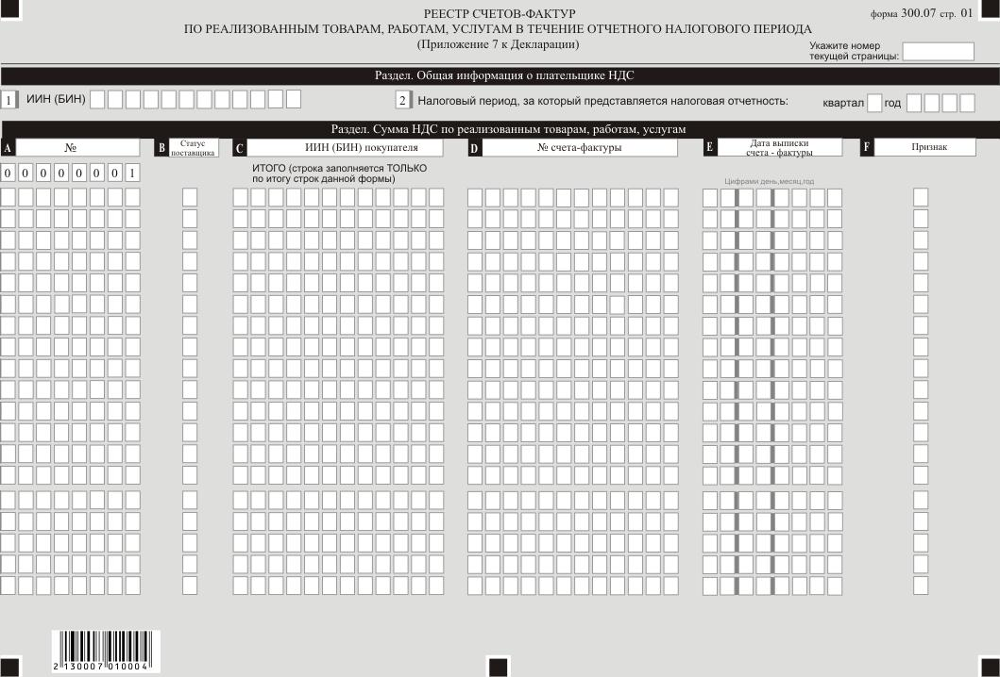 РЕЕСТР СЧЕТОВ-ФАКТУР
форма 300.07 стр. 01
ПО РЕАЛИЗОВАННЫМ ТОВАРАМ, РАБОТАМ, УСЛУГАМ В ТЕЧЕНИЕ ОТЧЕТНОГО НАЛОГОВОГО ПЕРИОДА
(Приложение 7 к Декларации)
Укажите номер
текущей страницы:
Раздел. Общая информация о плательщике НДС
1 ИИН (БИН)
2 Налоговый период, за который представляется налоговая отчетность: квартал год
Раздел. Сумма НДС по реализованным товарам, работам, услугам
A №
B Статус поставщика
C ИИН (БИН) покупателя
D № счета-фактуры
E Дата выписки счета - фактуры
F Признак
0 0 0 0 0 0 0 1
ИТОГО (строка заполняется ТОЛЬКО
по итогу строк данной формы)
Цифрами день,месяц,год
2 130007 010004